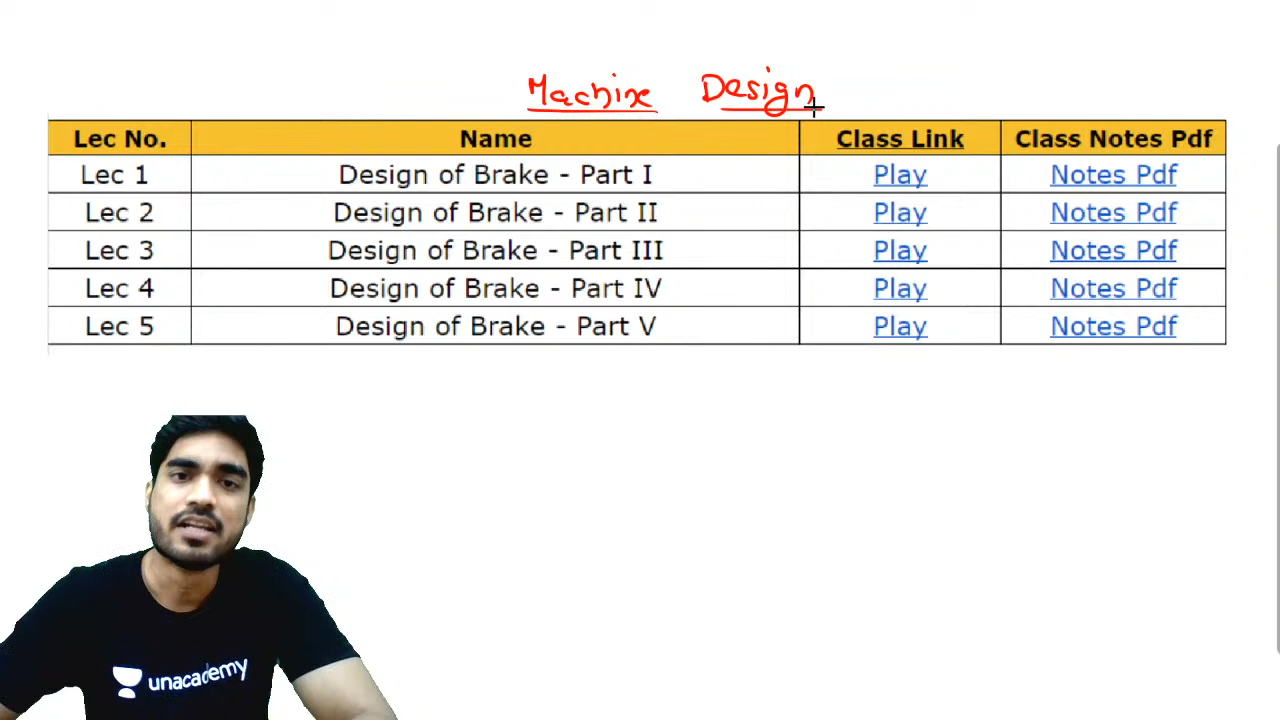 Machine Design
Lec No. Name Class Link Class Notes Pdf
Lec 1 Design of Brake - Part I Play Notes Pdf
Lec 2 Design of Brake - Part II Play Notes Pdf
Lec 3 Design of Brake - Part III Play Notes Pdf
Lec 4 Design of Brake - Part IV Play Notes Pdf
Lec 5 Design of Brake - Part V Play Notes Pdf
unacademy